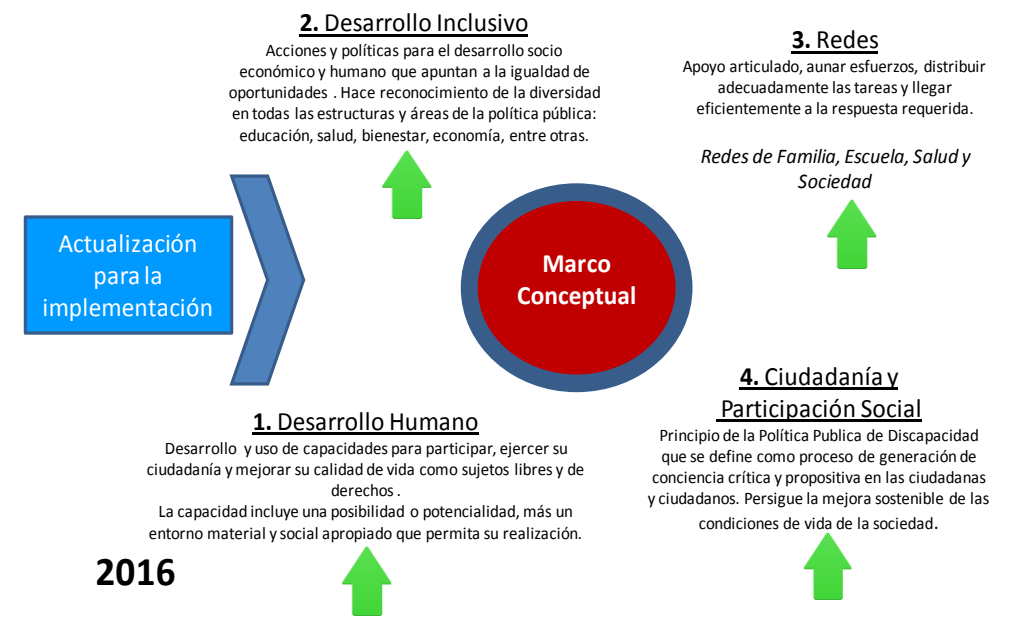 2. Desarrollo Inclusivo
Acciones y políticas para el desarrollo socio
económico y humano que apuntan a la igualdad de
oportunidades . Hace reconocimiento de la diversidad
en todas las estructuras y áreas de la política pública:
educación, salud, bienestar, economía, entre otras.
3. Redes
Apoyo articulado, aunar esfuerzos, distribuir
adecuadamente las tareas y llegar
eficientemente a la respuesta requerida.
Redes de Familia, Escuela, Salud y
Sociedad
Actualización
para la
implementación
Marco
Conceptual
1. Desarrollo Humano
Desarrollo y uso de capacidades para participar, ejercer su
ciudadanía y mejorar su calidad de vida como sujetos libres y de
derechos .
La capacidad incluye una posibilidad o potencialidad, más un
entorno material y social apropiado que permita su realización.
4. Ciudadanía y
Participación Social
Principio de la Política Publica de Discapacidad
que se define como proceso de generación de
conciencia crítica y propositiva en las ciudadanas
y ciudadanos. Persigue la mejora sostenible de las
condiciones de vida de la sociedad.
2016